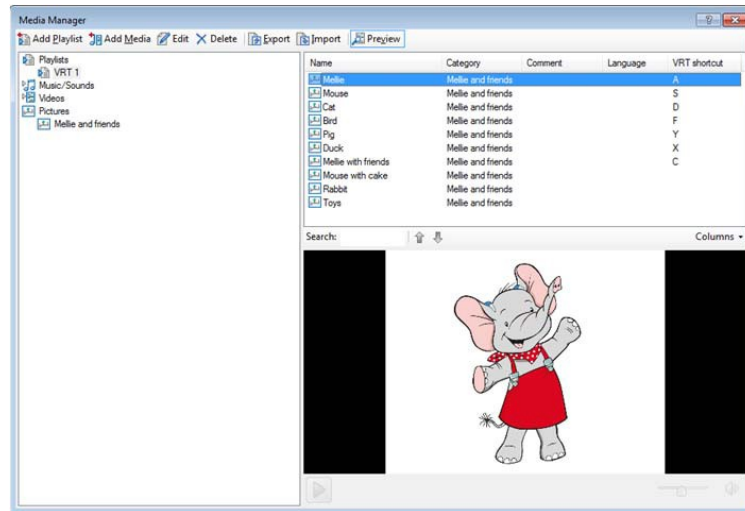 Media Manager
Add Playlist Add Media Edit Delete Export Import Preview
Playlists
VRT 1
Music/Sounds
Videos
Pictures
Mellie and friends
Name Category Comment Language VRT shortcut
Mellie Mellie and friends A
Mouse Mellie and friends S
Cat Mellie and friends D
Bird Mellie and friends F
Pig Mellie and friends Y
Duck Mellie and friends X
Mellie with friends Mellie and friends C
Mouse with cake Mellie and friends
Rabbit Mellie and friends
Toys Mellie and friends
Search: Columns